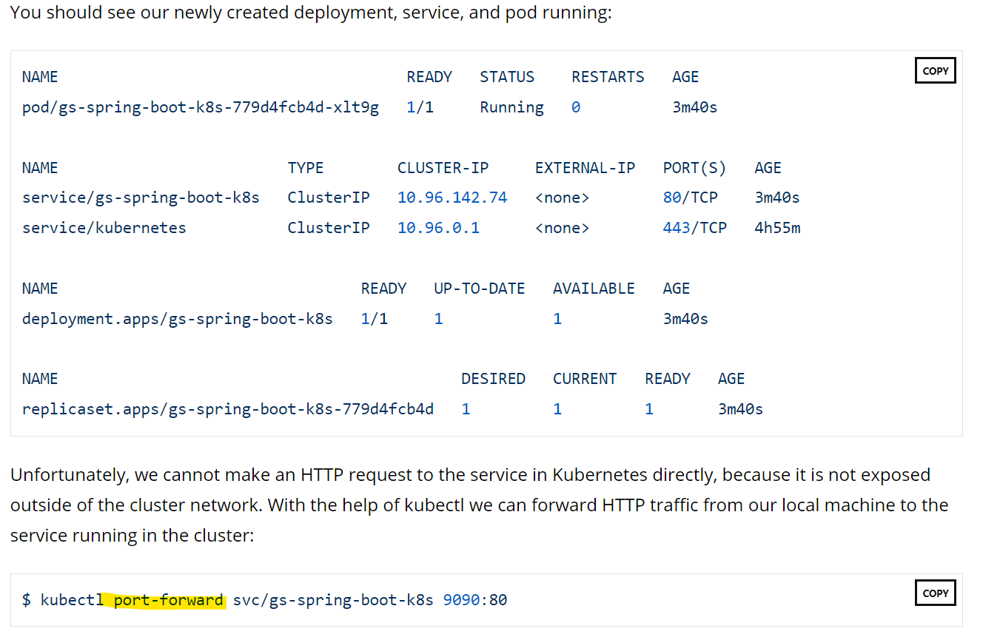 You should see our newly created deployment, service, and pod running:
COPY
NAME READY STATUS RESTARTS AGE
pod/gs-spring-boot-k8s-779d4fcb4d-xlt9g 1/1 Running 0 3m40s
NAME TYPE CLUSTER-IP EXTERNAL-IP PORT(S) AGE
service/gs-spring-boot-k8s ClusterIP 10.96.142.74 <none> 80/TCP 3m40s
service/kubernetes ClusterIP 10.96.0.1 <none> 443/TCP 4h55m
NAME READY UP-TO-DATE AVAILABLE AGE
deployment.apps/gs-spring-boot-k8s 1/1 1 1 3m40s
NAME DESIRED CURRENT READY AGE
replicaset.apps/gs-spring-boot-k8s-779d4fcb4d 1 1 1 3m40s
Unfortunately, we cannot make an HTTP request to the service in Kubernetes directly, because it is not exposed
outside of the cluster network. With the help of kubectl we can forward HTTP traffic from our local machine to the
service running in the cluster:
COPY
$ kubectl port-forward svc/gs-spring-boot-k8s 9090:80